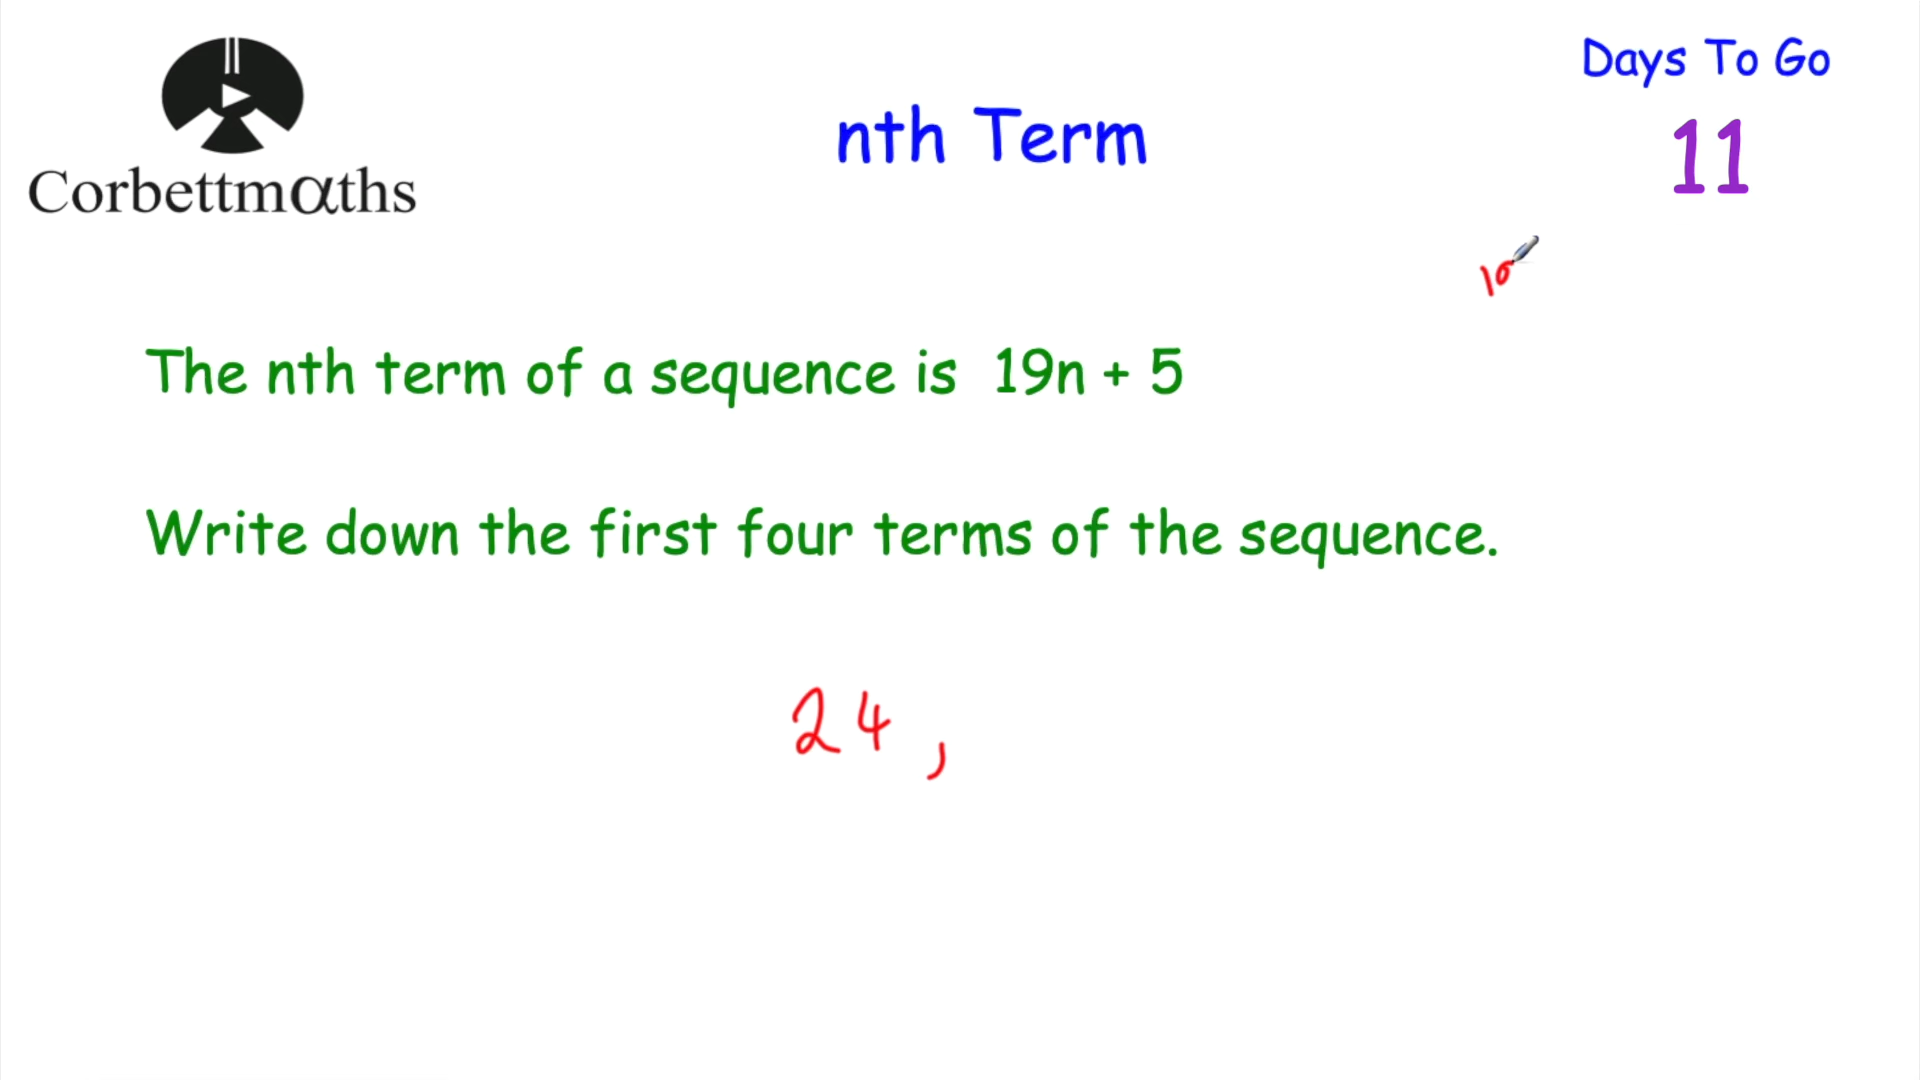 Days To Go
nth Term
11
Corbettmαths
The nth term of a sequence is 19n + 5
Write down the first four terms of the sequence.
24 ,